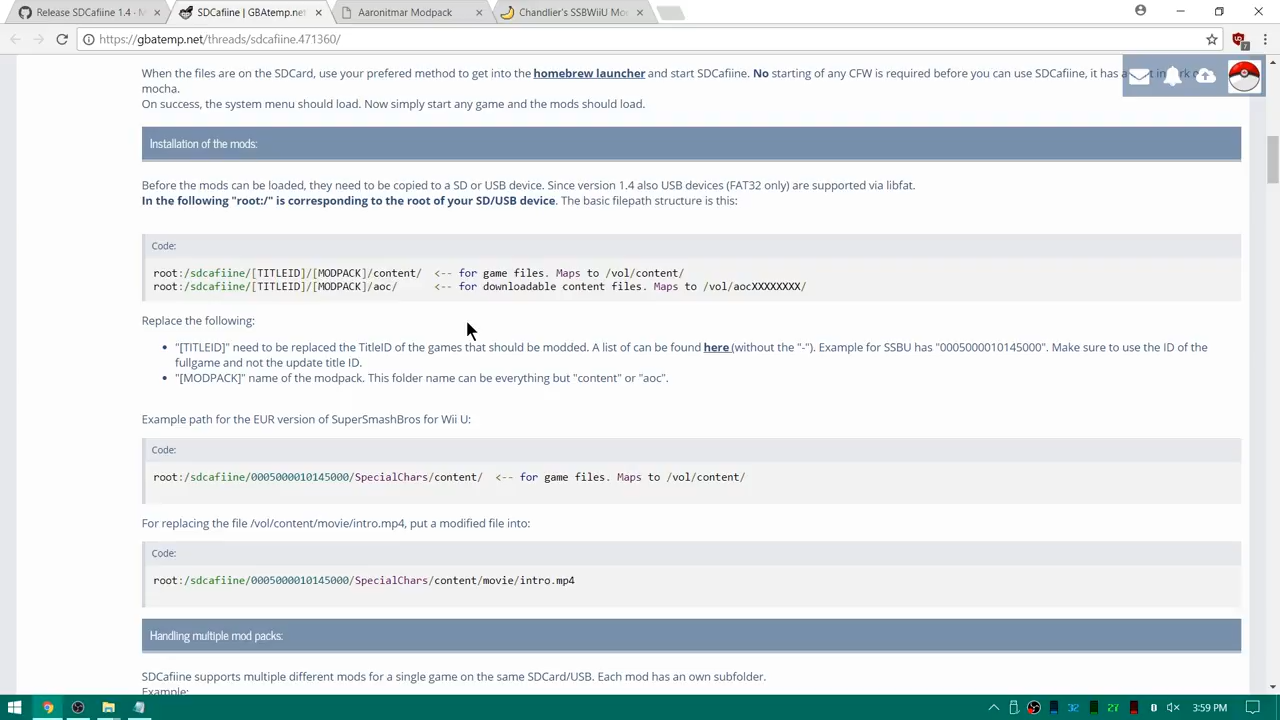 Release SDCafiine 1.4 - M
SDCafiine | GBAtemp.net
Aaronitmar Modpack
Chandlier's SSBWiiU Mo
https://gbatemp.net/threads/sdcafiine.471360/
7
When the files are on the SDCard, use your prefered method to get into the homebrew launcher and start SDCafiine. No starting of any CFW is required before you can use SDCafiine, it has a
mocha.
On success, the system menu should load. Now simply start any game and the mods should load.
Installation of the mods:
Before the mods can be loaded, they need to be copied to a SD or USB device. Since version 1.4 also USB devices (FAT32 only) are supported via libfat.
In the following "root:/" is corresponding to the root of your SD/USB device. The basic filepath structure is this:
Code:
root:/sdcafiine/[TITLEID]/[MODPACK]/content/ <-- for game files. Maps to /vol/content/
root:/sdcafiine/[TITLEID]/[MODPACK]/aoc/ <-- for downloadable content files. Maps to /vol/aocXXXXXXXX/
Replace the following:
• "[TITLEID]" need to be replaced the TitleID of the games that should be modded. A list of can be found here (without the "-"). Example for SSBU has "0005000010145000". Make sure to use the ID of the
fullgame and not the update title ID.
• "[MODPACK]" name of the modpack. This folder name can be everything but "content" or "aoc".
Example path for the EUR version of SuperSmashBros for Wii U:
Code:
root:/sdcafiine/0005000010145000/SpecialChars/content/ <-- for game files. Maps to /vol/content/
For replacing the file /vol/content/movie/intro.mp4, put a modified file into:
Code:
root:/sdcafiine/0005000010145000/SpecialChars/content/movie/intro.mp4
Handling multiple mod packs:
SDCafiine supports multiple different mods for a single game on the same SDCard/USB. Each mod has an own subfolder.
Example:
32
27
3:59 PM